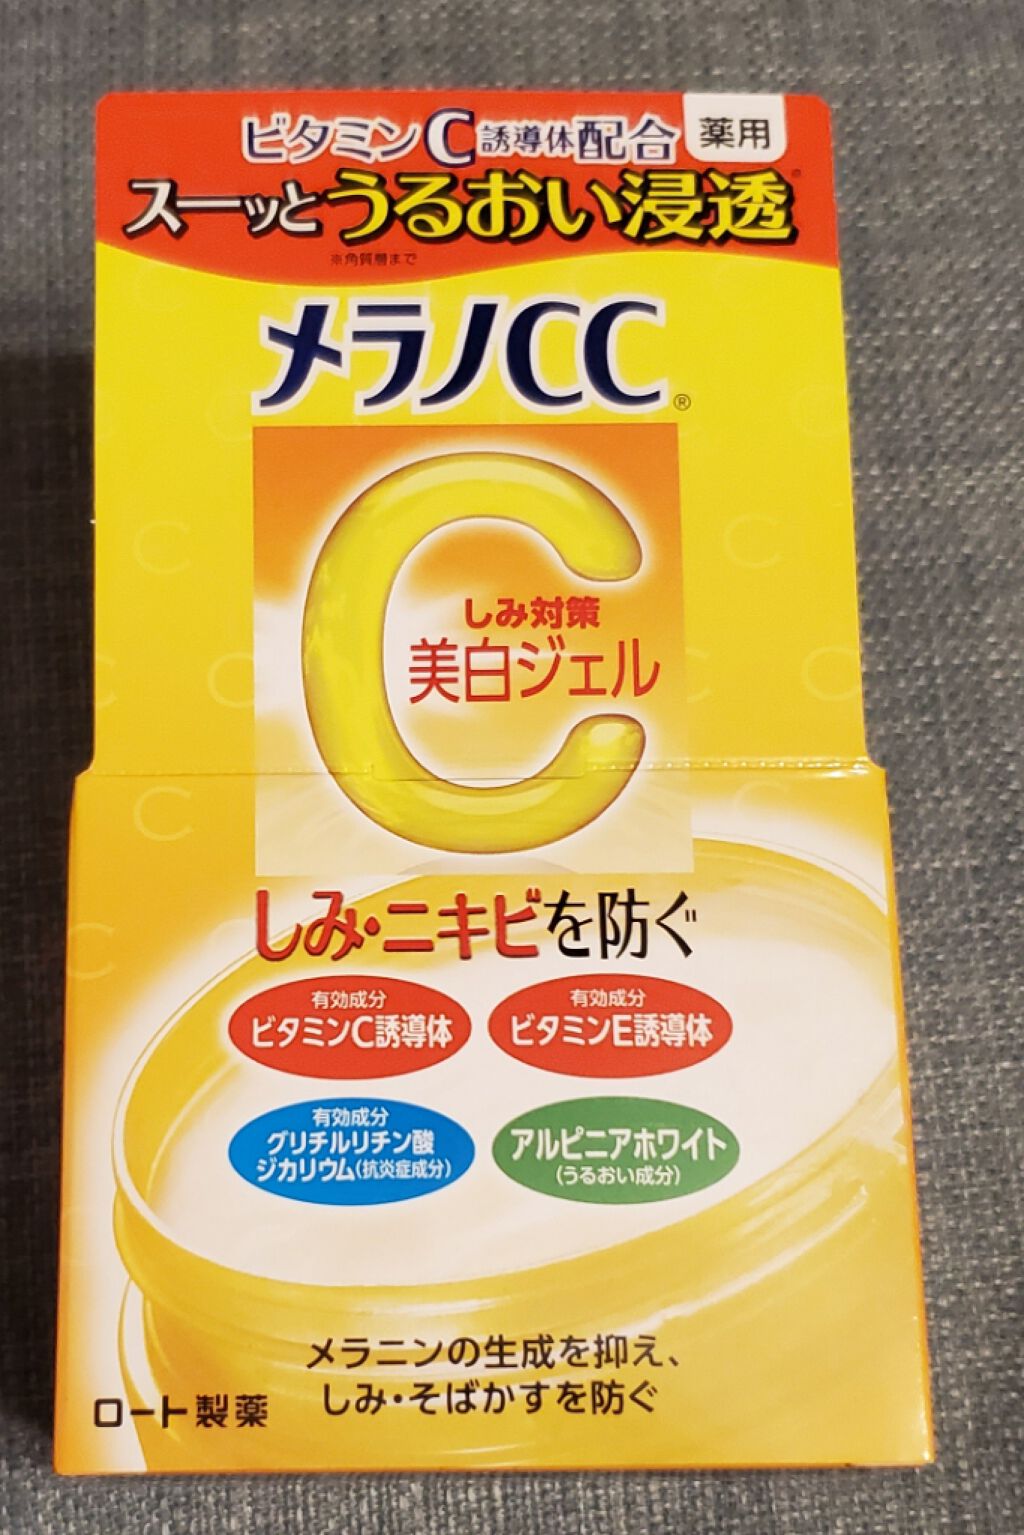 ビタミンC誘導体配合
薬用
スーッとうるおい浸透※
※角質層まで
メラノCC®
しみ対策
美白ジェル
しみ・ニキビを防ぐ
有効成分
ビタミンC誘導体
有効成分
ビタミンE誘導体
有効成分
グリチルリチン酸
ジカリウム(抗炎症成分)
アルピニアホワイト
(うるおい成分)
メラニンの生成を抑え、
しみ・そばかすを防ぐ
ロート製薬